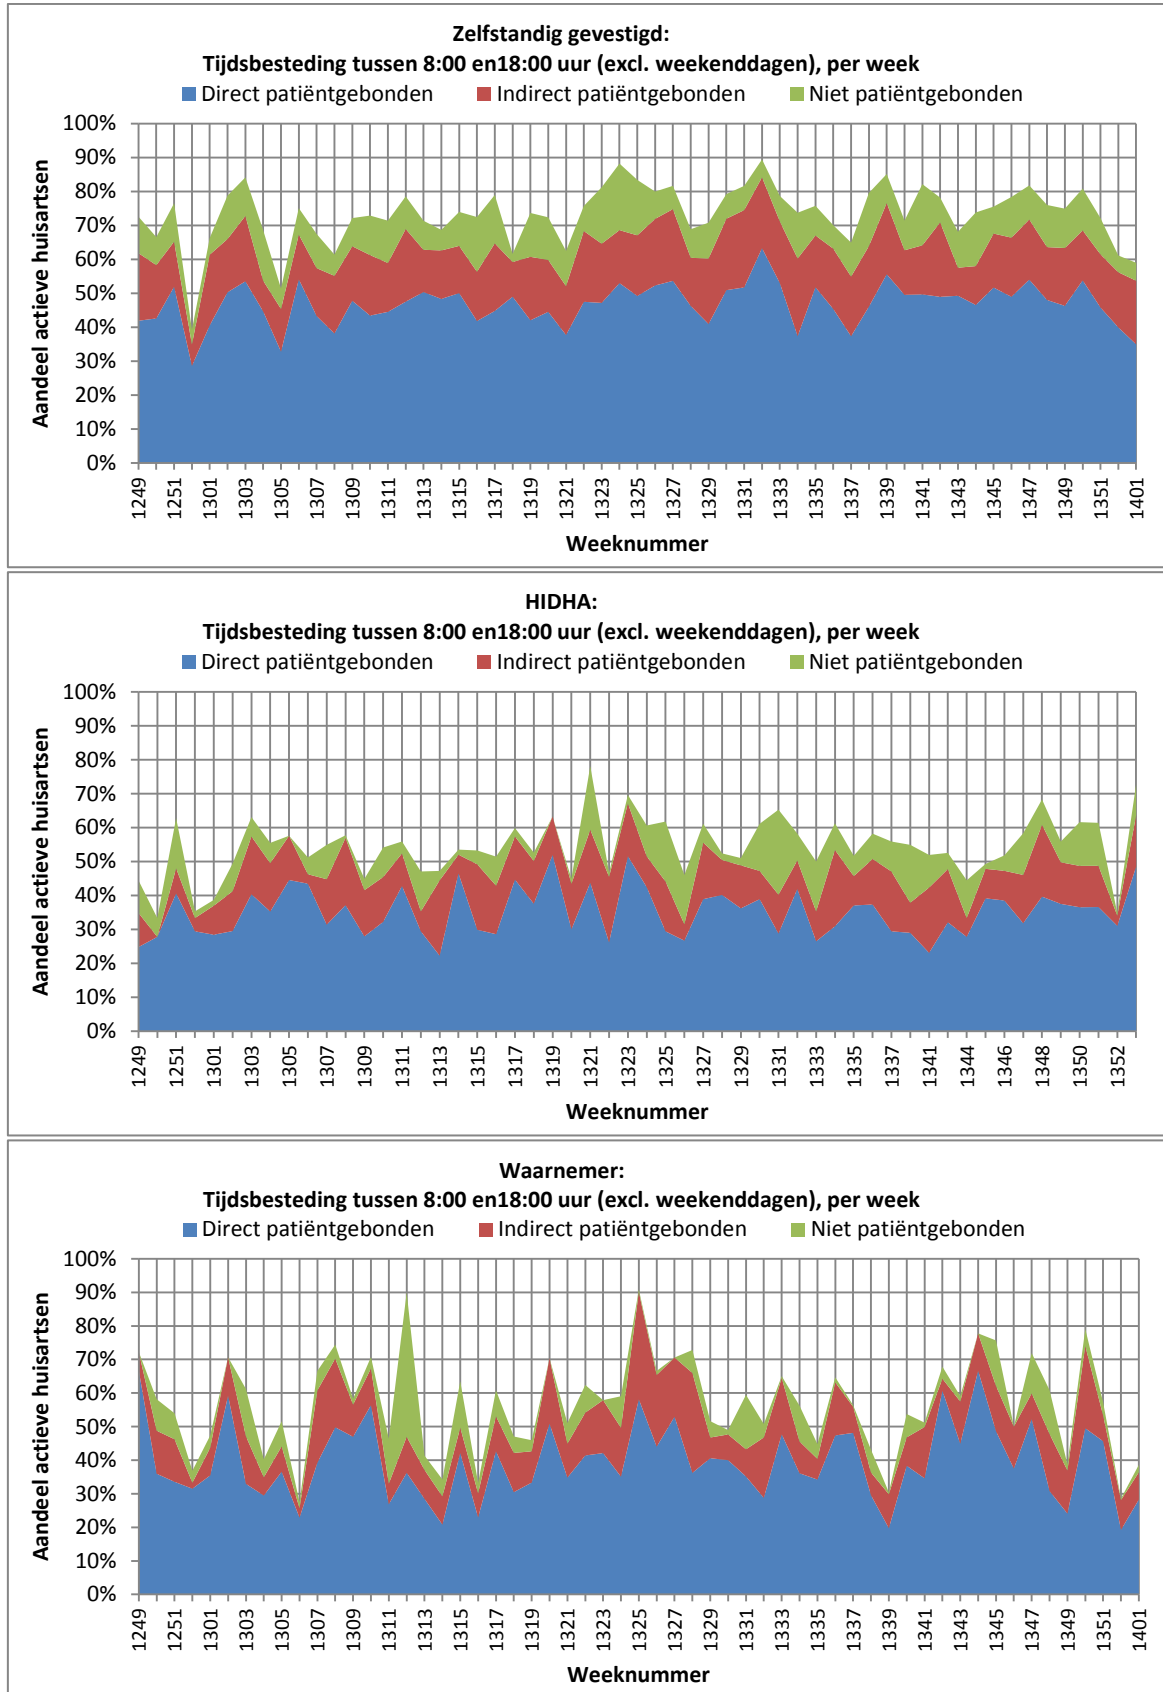 Zelfstandig gevestigd:
Tijdsbesteding tussen 8:00 en18:00 uur (excl. weekenddagen), per week
Direct patiëntgebonden Indirect patiëntgebonden Niet patiëntgebonden
100%
90%
80%
70%
60%
50%
40%
30%
20%
10%
0%
Aandeel actieve huisartsen
1249 1251 1301 1303 1305 1307 1309 1311 1313 1315 1317 1319 1321 1323 1325 1327 1329 1331 1333 1335 1337 1339 1341 1343 1345 1347 1349 1351 1401
Weeknummer
HIDHA:
Tijdsbesteding tussen 8:00 en18:00 uur (excl. weekenddagen), per week
Direct patiëntgebonden Indirect patiëntgebonden Niet patiëntgebonden
100%
90%
80%
70%
60%
50%
40%
30%
20%
10%
0%
Aandeel actieve huisartsen
1249 1251 1301 1303 1305 1307 1309 1311 1313 1315 1317 1319 1321 1323 1325 1327 1329 1331 1333 1335 1337 1341 1344 1346 1348 1350 1352
Weeknummer
Waarnemer:
Tijdsbesteding tussen 8:00 en18:00 uur (excl. weekenddagen), per week
Direct patiëntgebonden Indirect patiëntgebonden Niet patiëntgebonden
100%
90%
80%
70%
60%
50%
40%
30%
20%
10%
0%
Aandeel actieve huisartsen
1249 1251 1301 1303 1305 1307 1309 1311 1313 1315 1317 1319 1321 1323 1325 1327 1329 1331 1333 1335 1337 1339 1341 1343 1345 1347 1349 1351 1401
Weeknummer